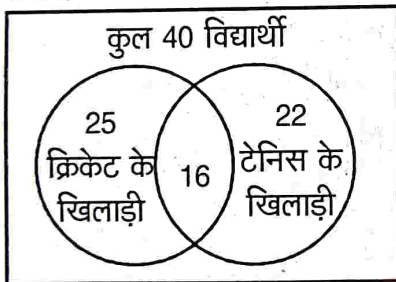 कुल 40 विद्यार्थी
25
क्रिकेट के
खिलाड़ी
16
22
टेनिस के
खिलाड़ी